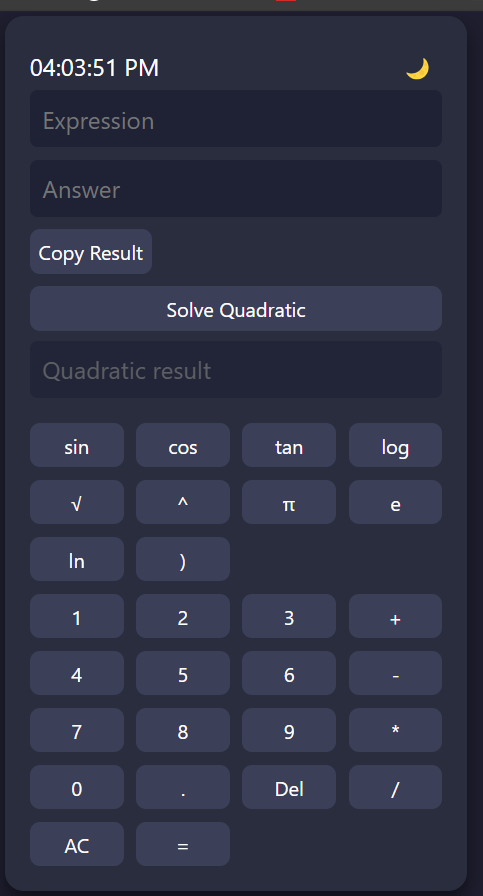 04:03:51 PM
Expression
Answer
Copy Result
Solve Quadratic
Quadratic result
sin cos tan log
√ ^ π e
ln )
1 2 3 +
4 5 6 -
7 8 9 *
0 . Del /
AC =